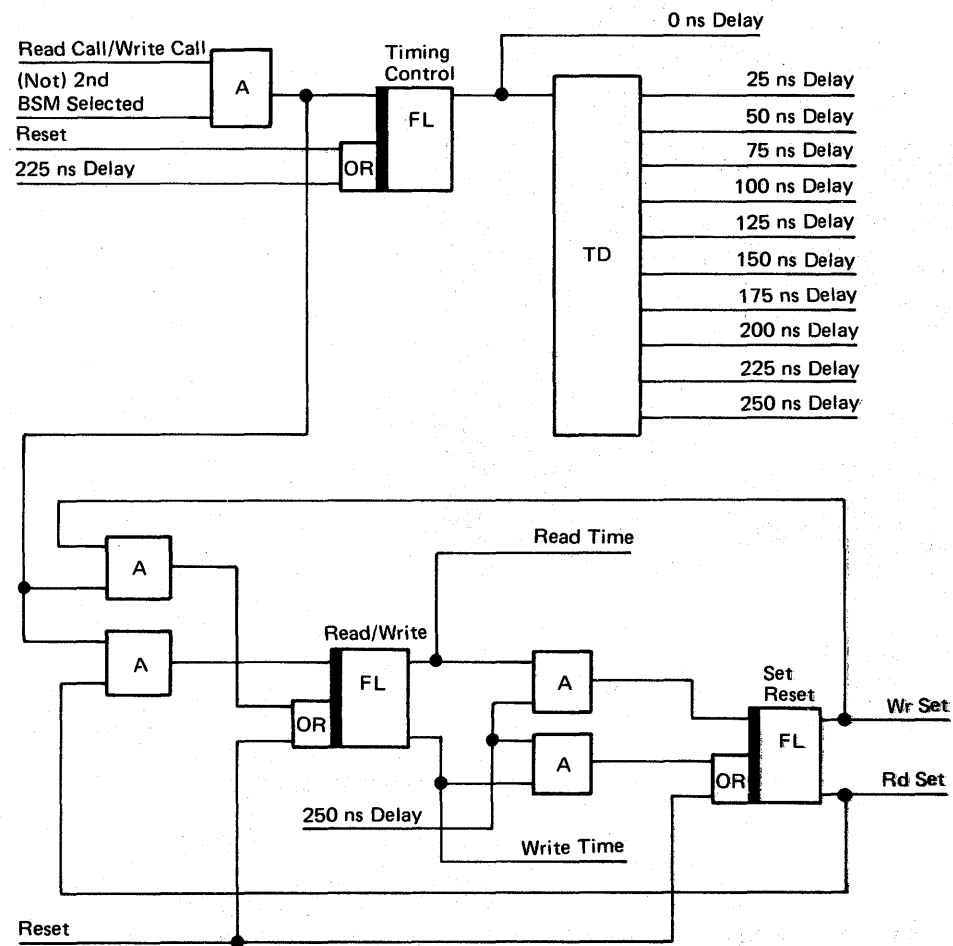 0 ns Delay
Read Call/Write Call
(Not) 2nd
BSM Selected
A
Timing
Control
FL
Reset
OR
225 ns Delay
TD
25 ns Delay
50 ns Delay
75 ns Delay
100 ns Delay
125 ns Delay
150 ns Delay
175 ns Delay
200 ns Delay
225 ns Delay
250 ns Delay
A
A
Read Time
Read/Write
FL
OR
A
A
Set
Reset
FL
OR
Wr Set
Rd Set
250 ns Delay
Write Time
Reset